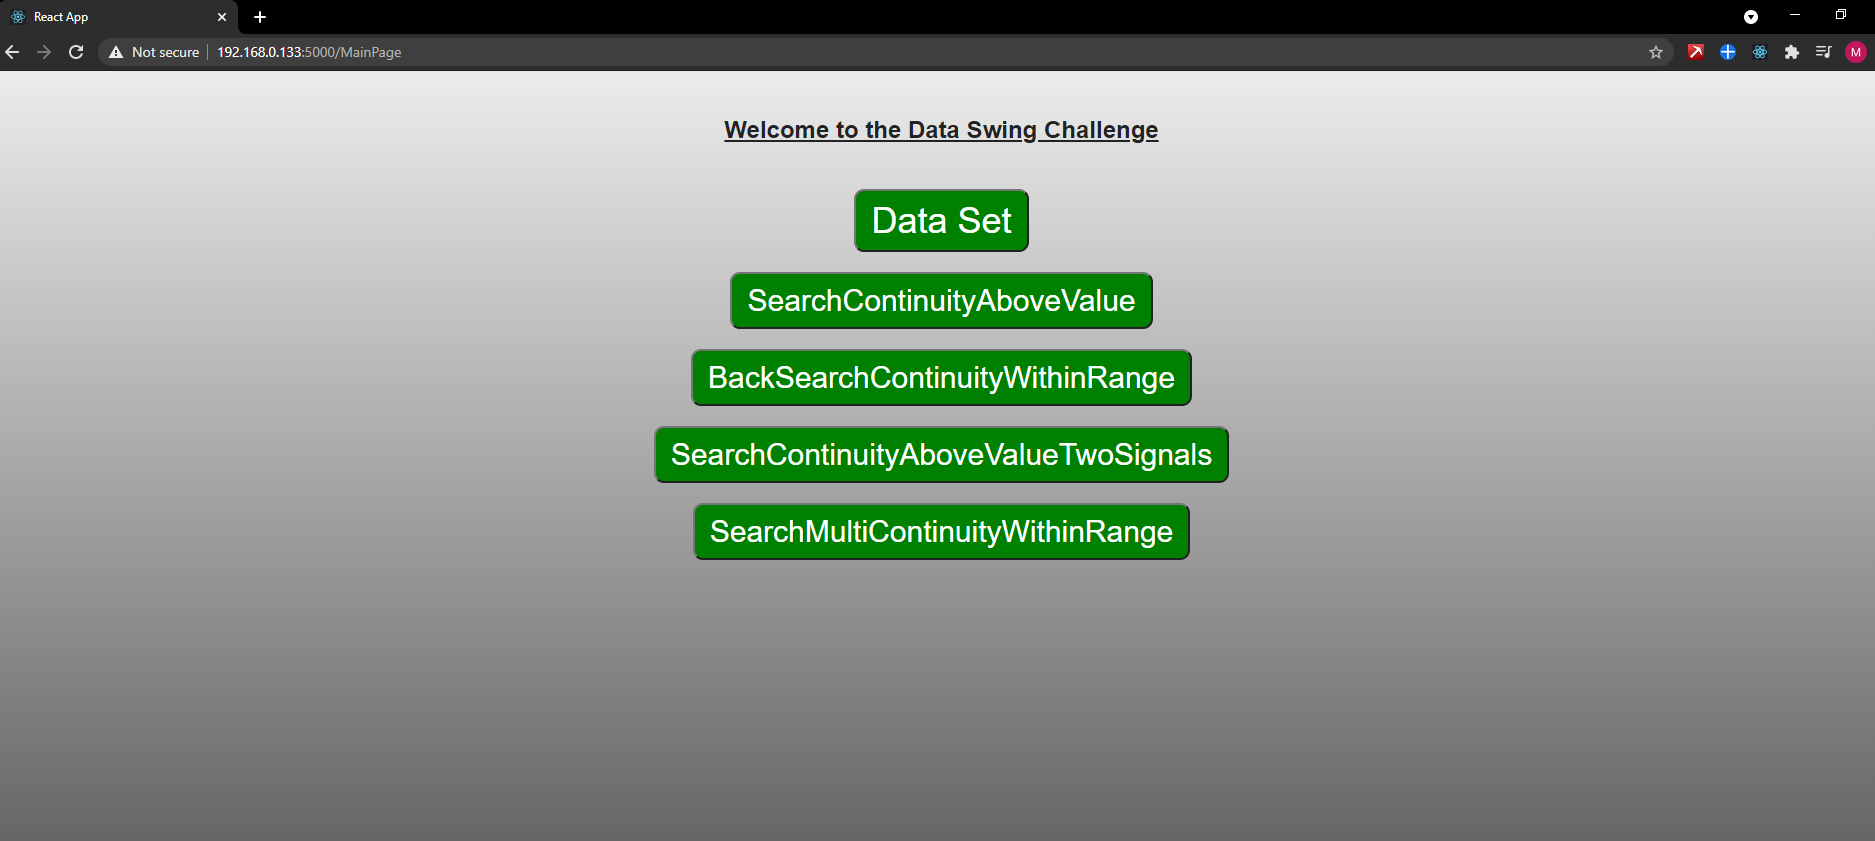 React App
Not secure 192.168.0.133:5000/MainPage
M
Welcome to the Data Swing Challenge
Data Set
SearchContinuityAboveValue
BackSearchContinuityWithinRange
SearchContinuityAboveValueTwoSignals
SearchMultiContinuityWithinRange